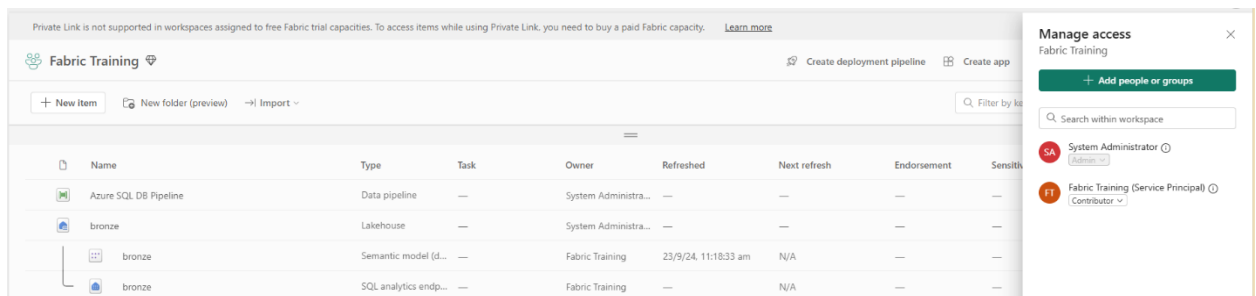 Private Link is not supported in workspaces assigned to free Fabric trial capacities. To access items while using Private Link, you need to buy a paid Fabric capacity. Learn more
Fabric Training
Create deployment pipeline
Create app
New item
New folder (preview)
Import
Filter by ke
Name Type Task Owner Refreshed Next refresh Endorsement Sensitiv
Azure SQL DB Pipeline Data pipeline — System Administra... — — — —
bronze Lakehouse — System Administra... — — — —
bronze Semantic model (d... — Fabric Training 23/9/24, 11:18:33 am N/A — —
bronze SQL analytics endp... — Fabric Training — N/A — —
Manage access
Fabric Training
Add people or groups
Search within workspace
SA
System Administrator
Admin
FT
Fabric Training (Service Principal)
Contributor